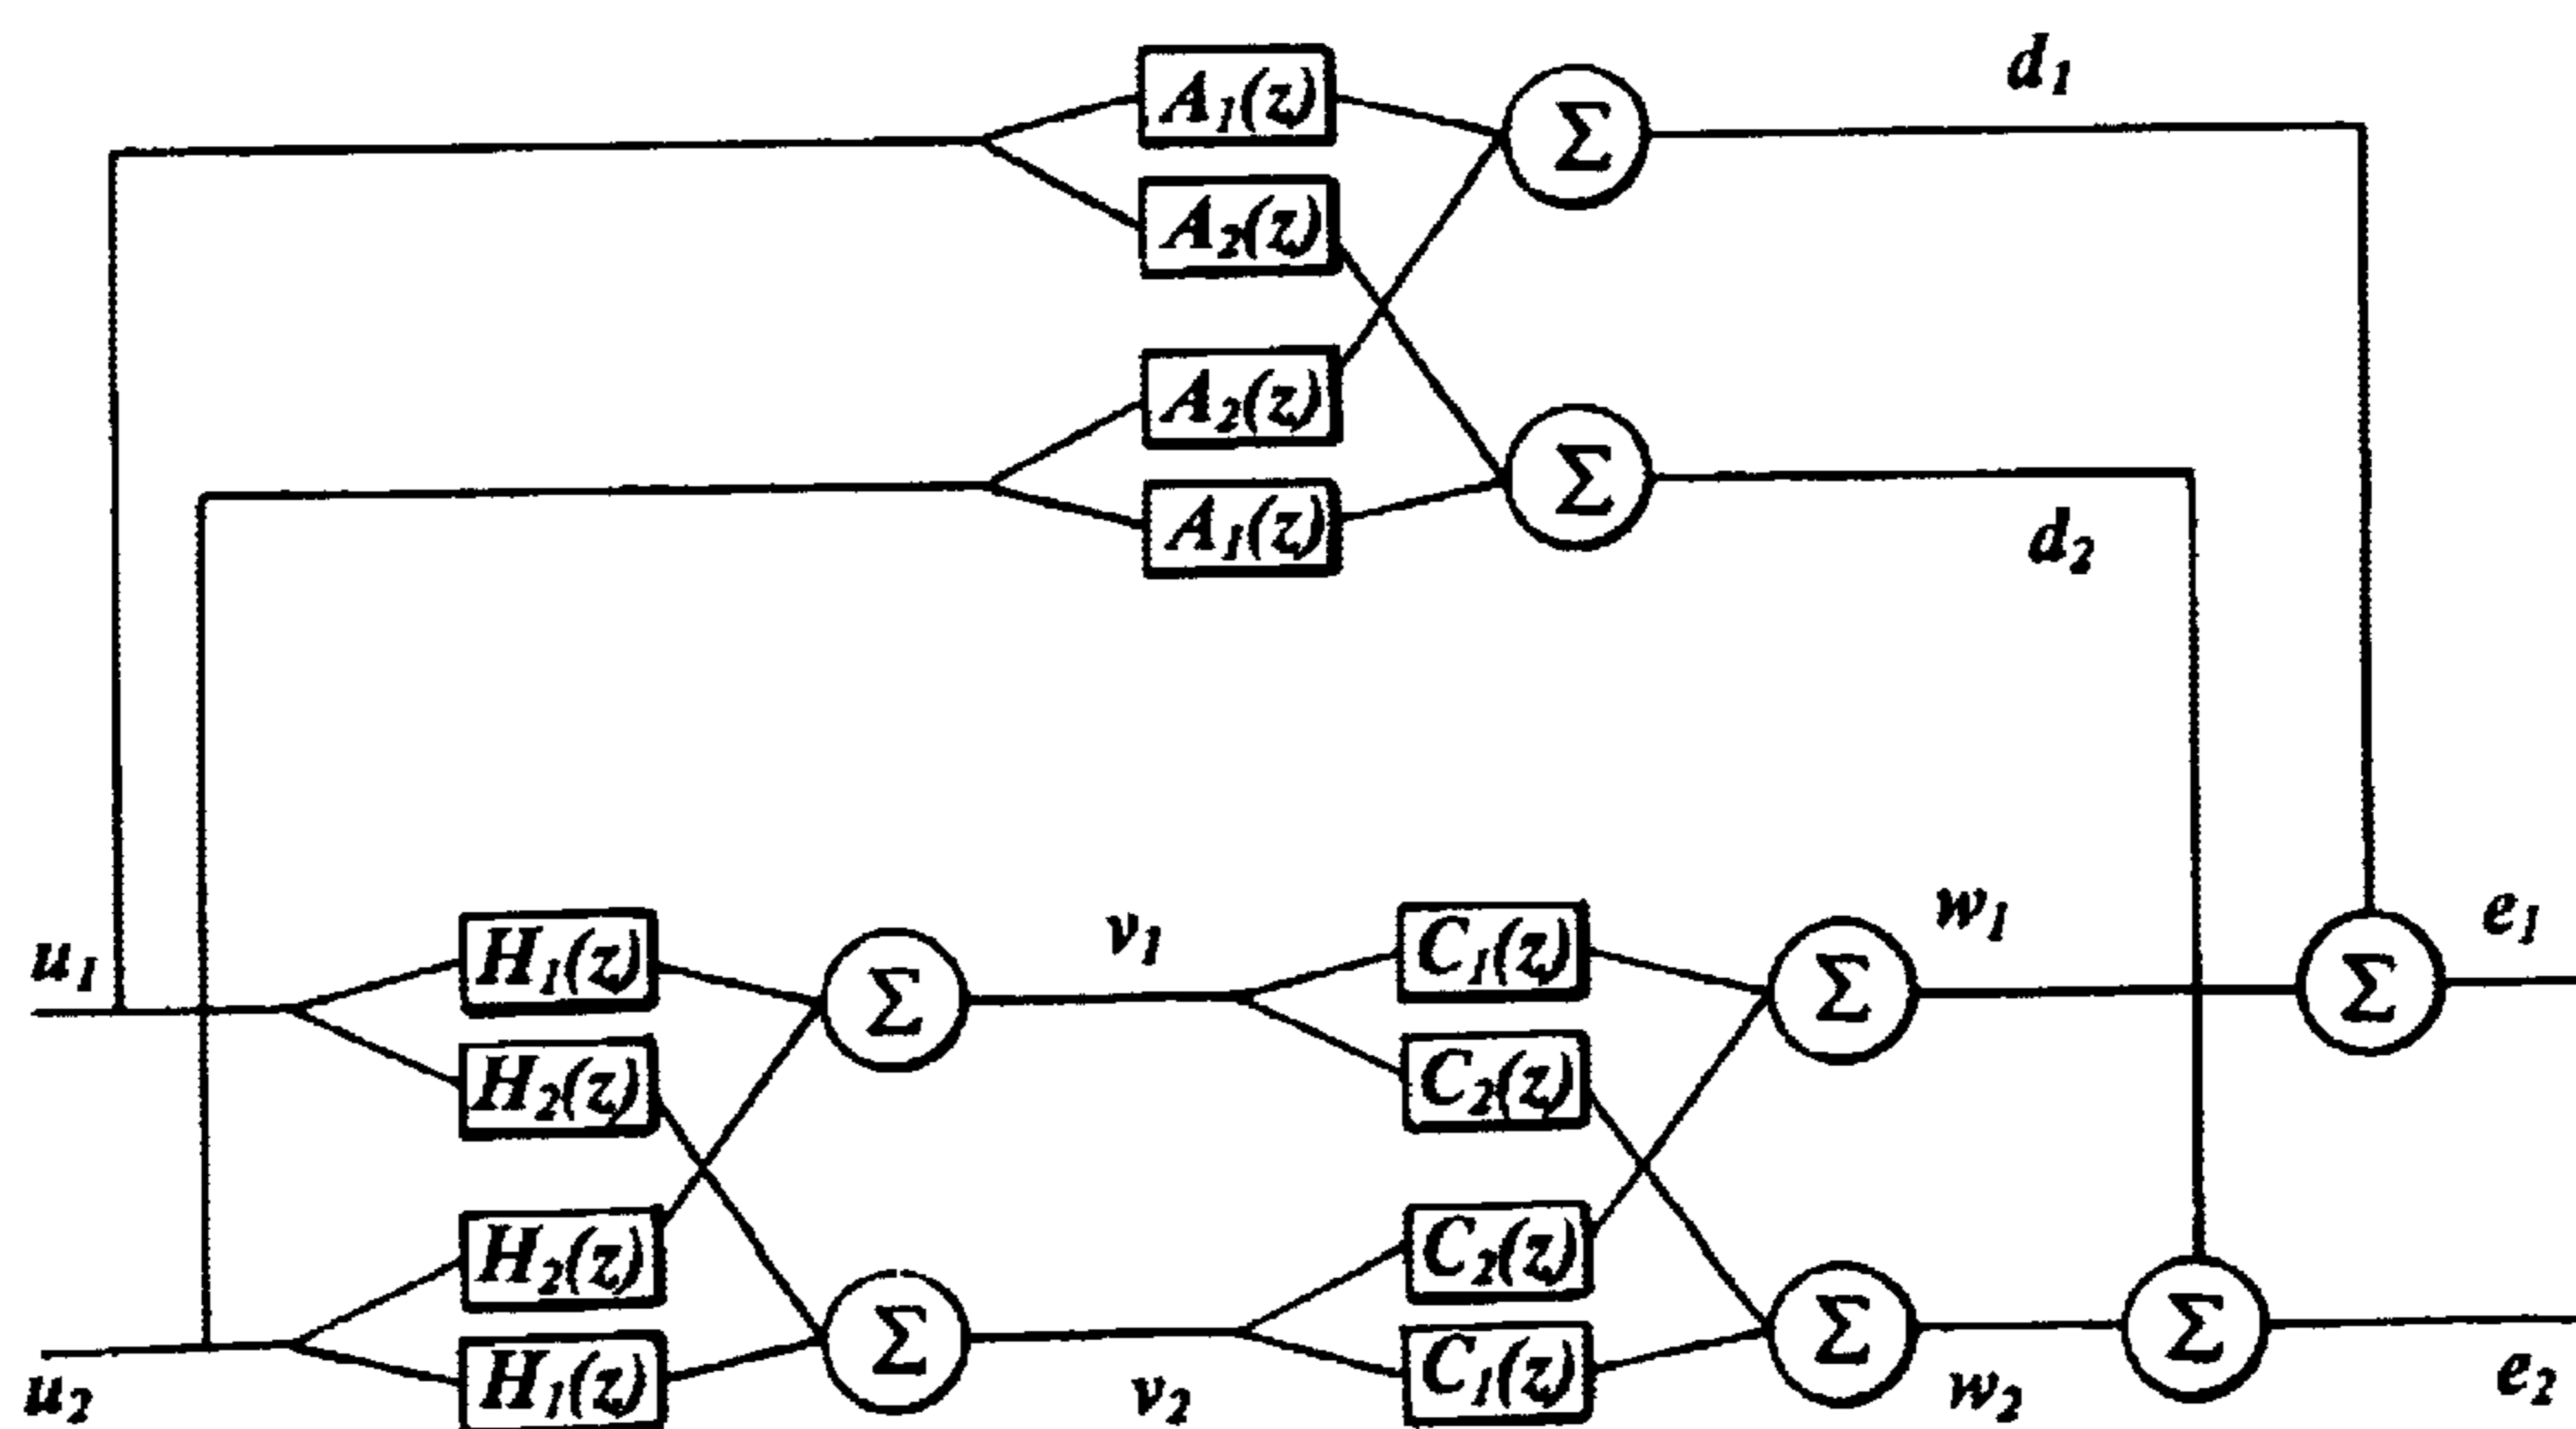 d₁
A₁(z)
Σ
A₂(z)
A₂(z)
Σ
A₁(z)
d₂
u₁
H₁(z)
Σ
v₁
C₁(z)
Σ
w₁
Σ
e₁
H₂(z)
C₂(z)
H₂(z)
C₂(z)
u₂
H₁(z)
Σ
v₂
C₁(z)
Σ
w₂
Σ
e₂